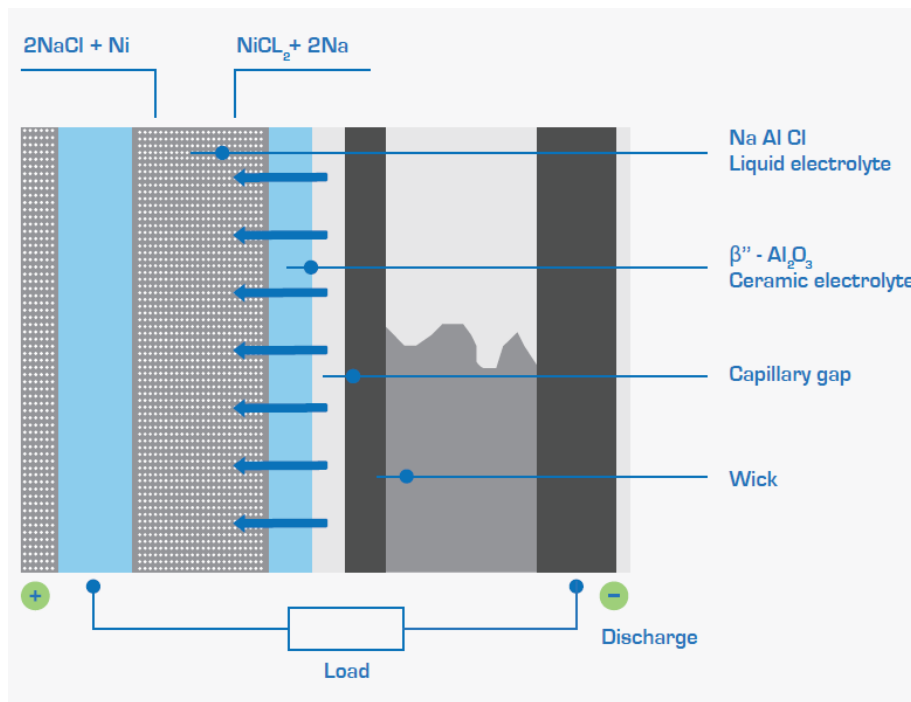 2NaCl + Ni
NiCL₂+ 2Na
Na Al Cl
Liquid electrolyte
β” - Al₂O₃
Ceramic electrolyte
Capillary gap
Wick
+
−
Discharge
Load